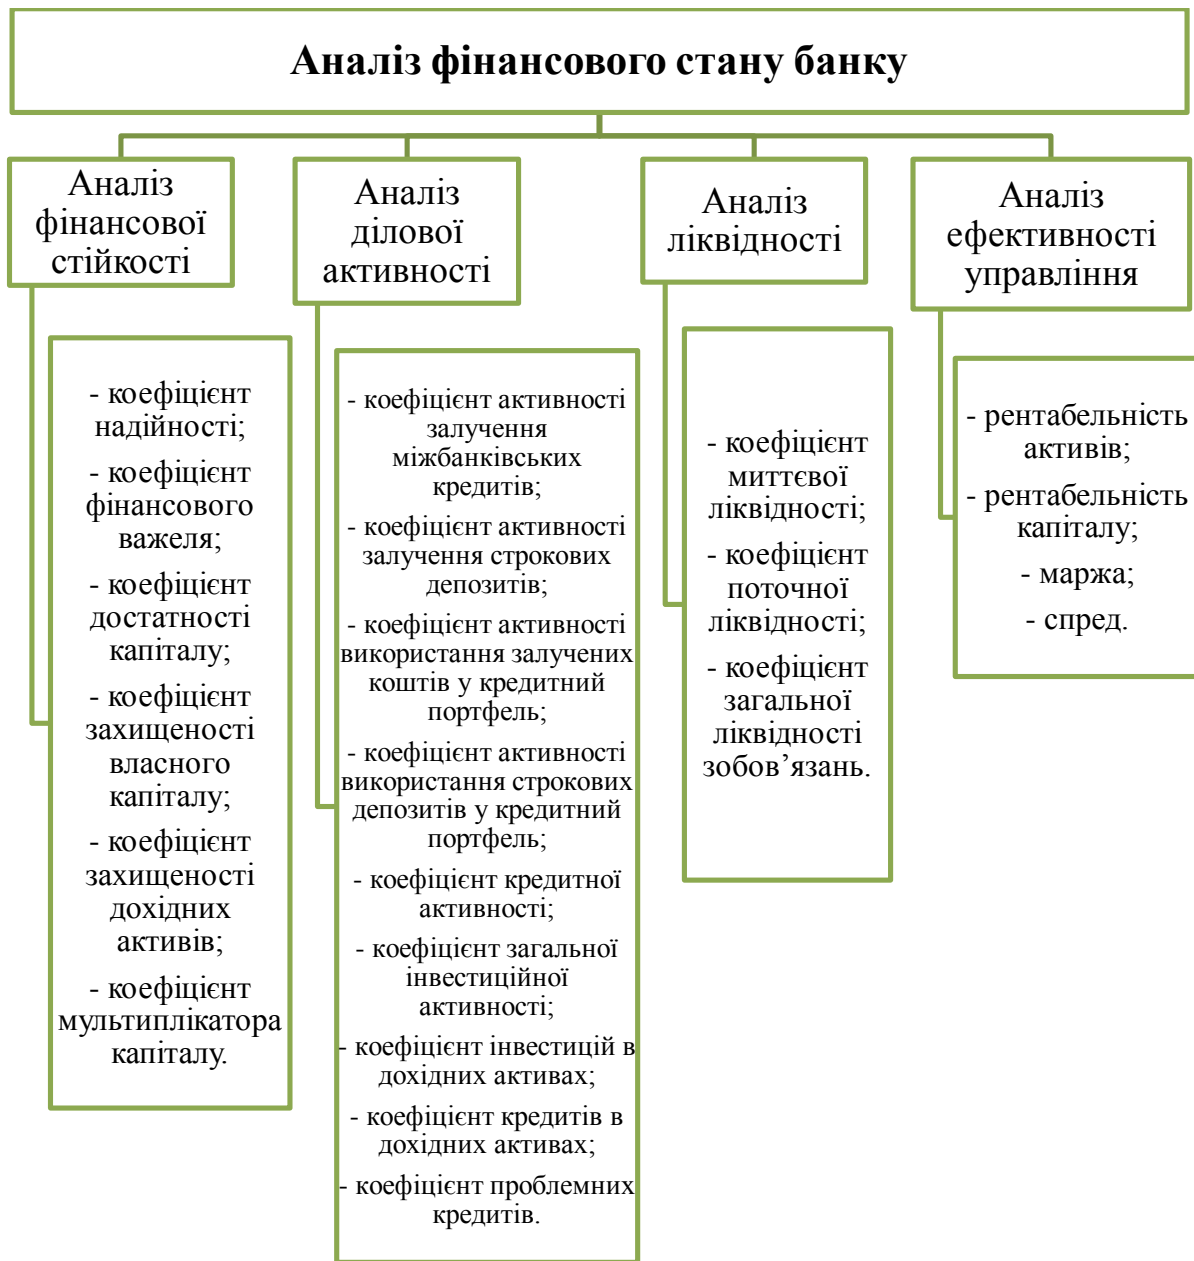 Аналіз фінансового стану банку
Аналіз
фінансової
стійкості
- коефіцієнт
надійності;
- коефіцієнт
фінансового
важеля;
- коефіцієнт
достатності
капіталу;
- коефіцієнт
захищеності
власного
капіталу;
- коефіцієнт
захищеності
дохідних
активів;
- коефіцієнт
мультиплікатора
капіталу.
Аналіз
ділової
активності
- коефіцієнт активності
залучення
міжбанківських
кредитів;
- коефіцієнт активності
залучення строкових
депозитів;
- коефіцієнт активності
використання залучених
коштів у кредитний
портфель;
- коефіцієнт активності
використання строкових
депозитів у кредитний
портфель;
- коефіцієнт кредитної
активності;
- коефіцієнт загальної
інвестиційної
активності;
- коефіцієнт інвестицій в
дохідних активах;
- коефіцієнт кредитів в
дохідних активах;
- коефіцієнт проблемних
кредитів.
Аналіз
ліквідності
- коефіцієнт
миттєвої
ліквідності;
- коефіцієнт
поточної
ліквідності;
- коефіцієнт
загальної
ліквідності
зобов’язань.
Аналіз
ефективності
управління
- рентабельність
активів;
- рентабельність
капіталу;
- маржа;
- спред.